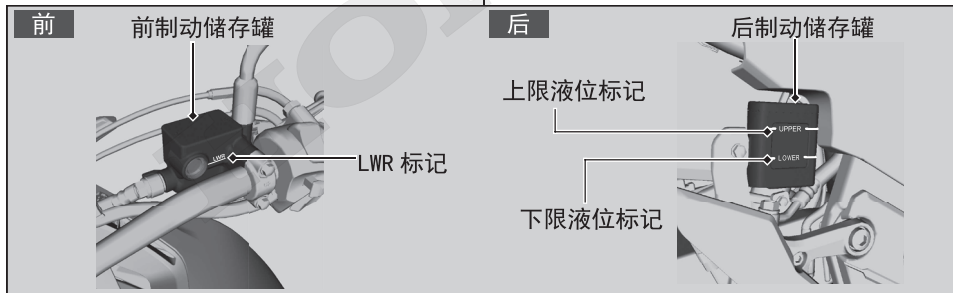 前
前制动储存罐
LWR
LWR 标记
后
后制动储存罐
上限液位标记
UPPER
LOWER
下限液位标记